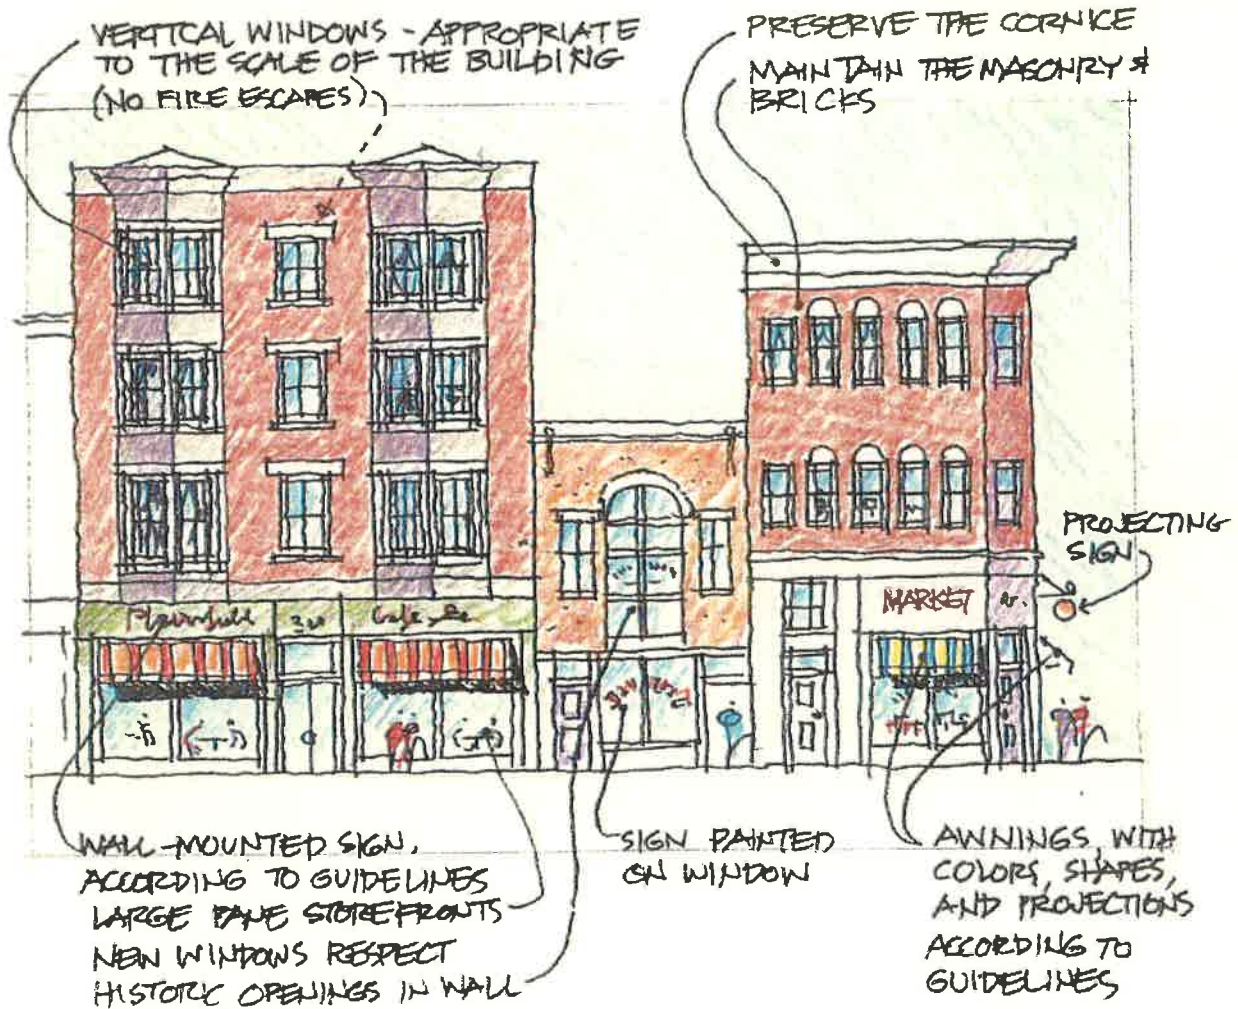 VERTICAL WINDOWS - APPROPRIATE
TO THE SCALE OF THE BUILDING
(NO FIRE ESCAPES)
PRESERVE THE CORNICE
MAINTAIN THE MASONRY &
BRICKS
PROJECTING
SIGN
MARKET
WALL-MOUNTED SIGN,
ACCORDING TO GUIDELINES
LARGE PANE STOREFRONTS
NEW WINDOWS RESPECT
HISTORIC OPENINGS IN WALL
SIGN PAINTED
ON WINDOW
AWNINGS, WITH
COLORS, SHAPES,
AND PROJECTIONS
ACCORDING TO
GUIDELINES